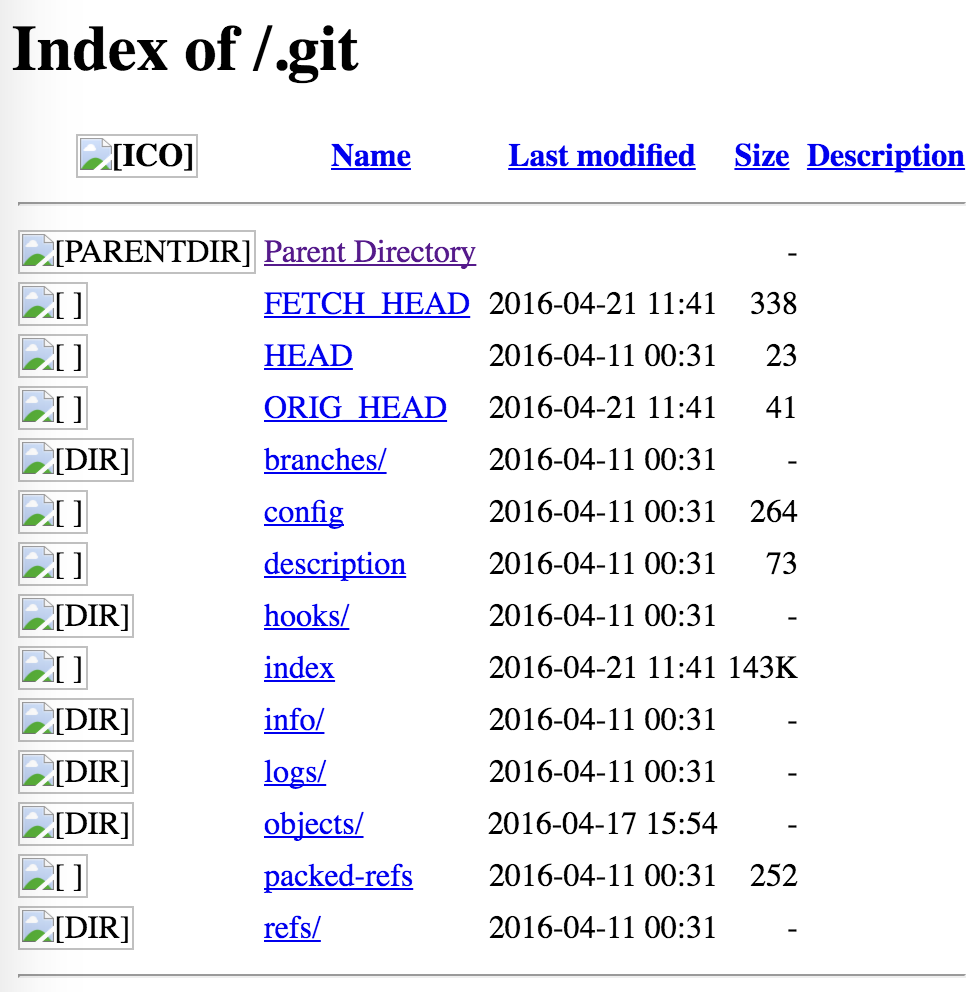 Index of /.git
[ICO] Name Last modified Size Description
[PARENTDIR] Parent Directory -
[ ] FETCH_HEAD 2016-04-21 11:41 338
[ ] HEAD 2016-04-11 00:31 23
[ ] ORIG_HEAD 2016-04-21 11:41 41
[DIR] branches/ 2016-04-11 00:31 -
[ ] config 2016-04-11 00:31 264
[ ] description 2016-04-11 00:31 73
[DIR] hooks/ 2016-04-11 00:31 -
[ ] index 2016-04-21 11:41 143K
[DIR] info/ 2016-04-11 00:31 -
[DIR] logs/ 2016-04-11 00:31 -
[DIR] objects/ 2016-04-17 15:54 -
[ ] packed-refs 2016-04-11 00:31 252
[DIR] refs/ 2016-04-11 00:31 -